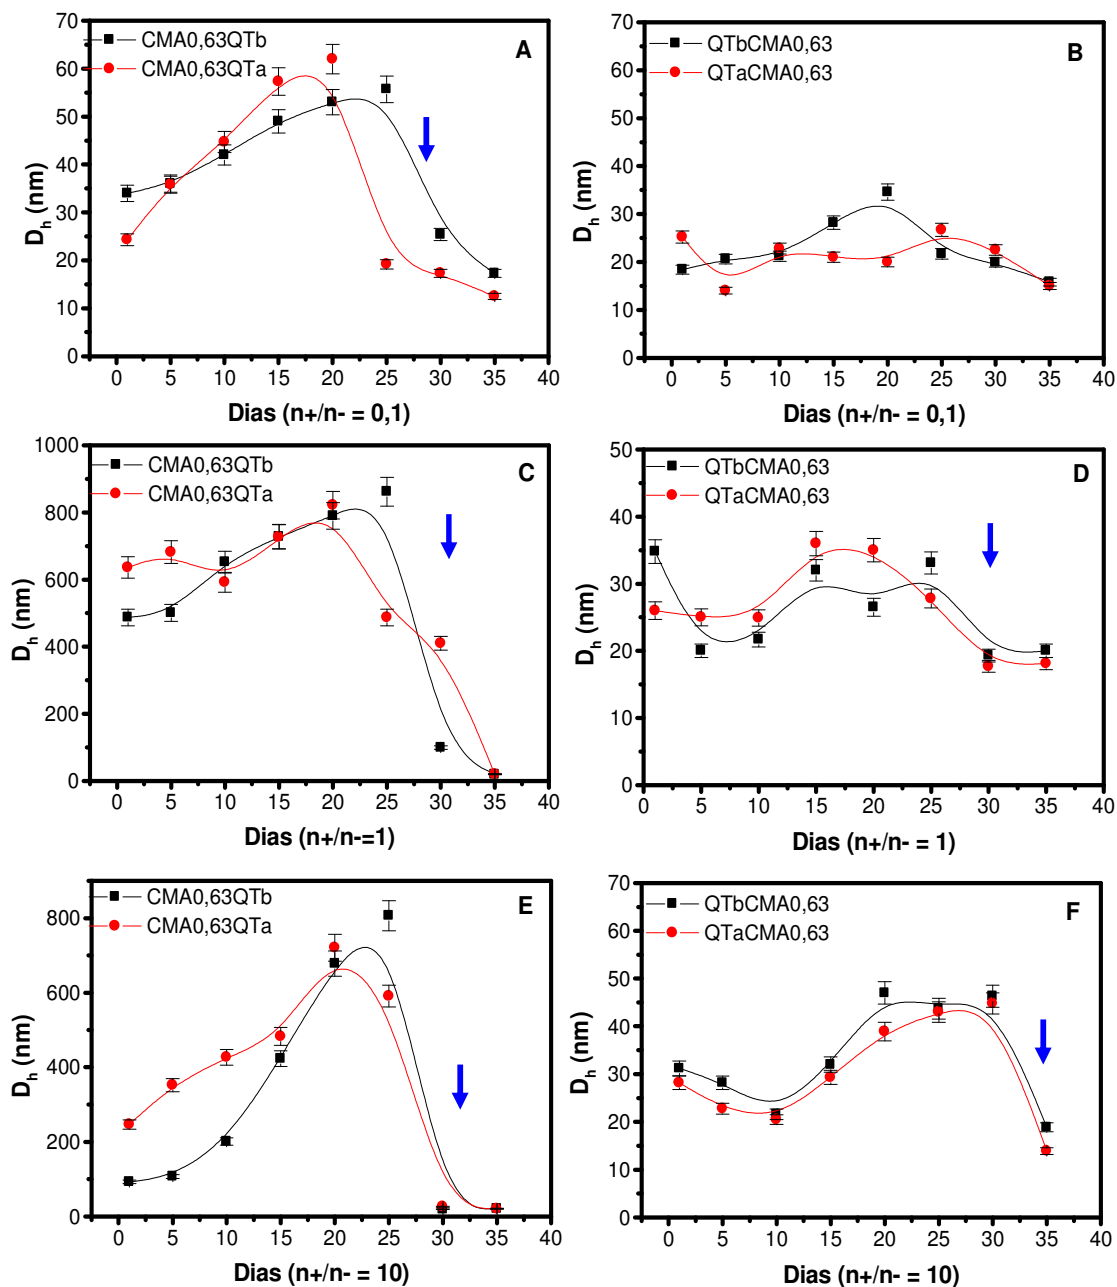 A
CMA0,63QTb
CMA0,63QTa
D_h (nm)
70
60
50
40
30
20
10
0
0 5 10 15 20 25 30 35 40
Dias (n+/n- = 0,1)
B
QTbCMA0,63
QTaCMA0,63
D_h (nm)
70
60
50
40
30
20
10
0
0 5 10 15 20 25 30 35 40
Dias (n+/n- = 0,1)
C
CMA0,63QTb
CMA0,63QTa
D_h (nm)
1000
800
600
400
200
0
0 5 10 15 20 25 30 35 40
Dias (n+/n-=1)
D
QTbCMA0,63
QTaCMA0,63
D_h (nm)
50
40
30
20
10
0
0 5 10 15 20 25 30 35 40
Dias (n+/n- = 1)
E
CMA0,63QTb
CMA0,63QTa
D_h (nm)
800
600
400
200
0
0 5 10 15 20 25 30 35 40
Dias (n+/n- = 10)
F
QTbCMA0,63
QTaCMA0,63
D_h (nm)
70
60
50
40
30
20
10
0
0 5 10 15 20 25 30 35 40
Dias (n+/n- = 10)